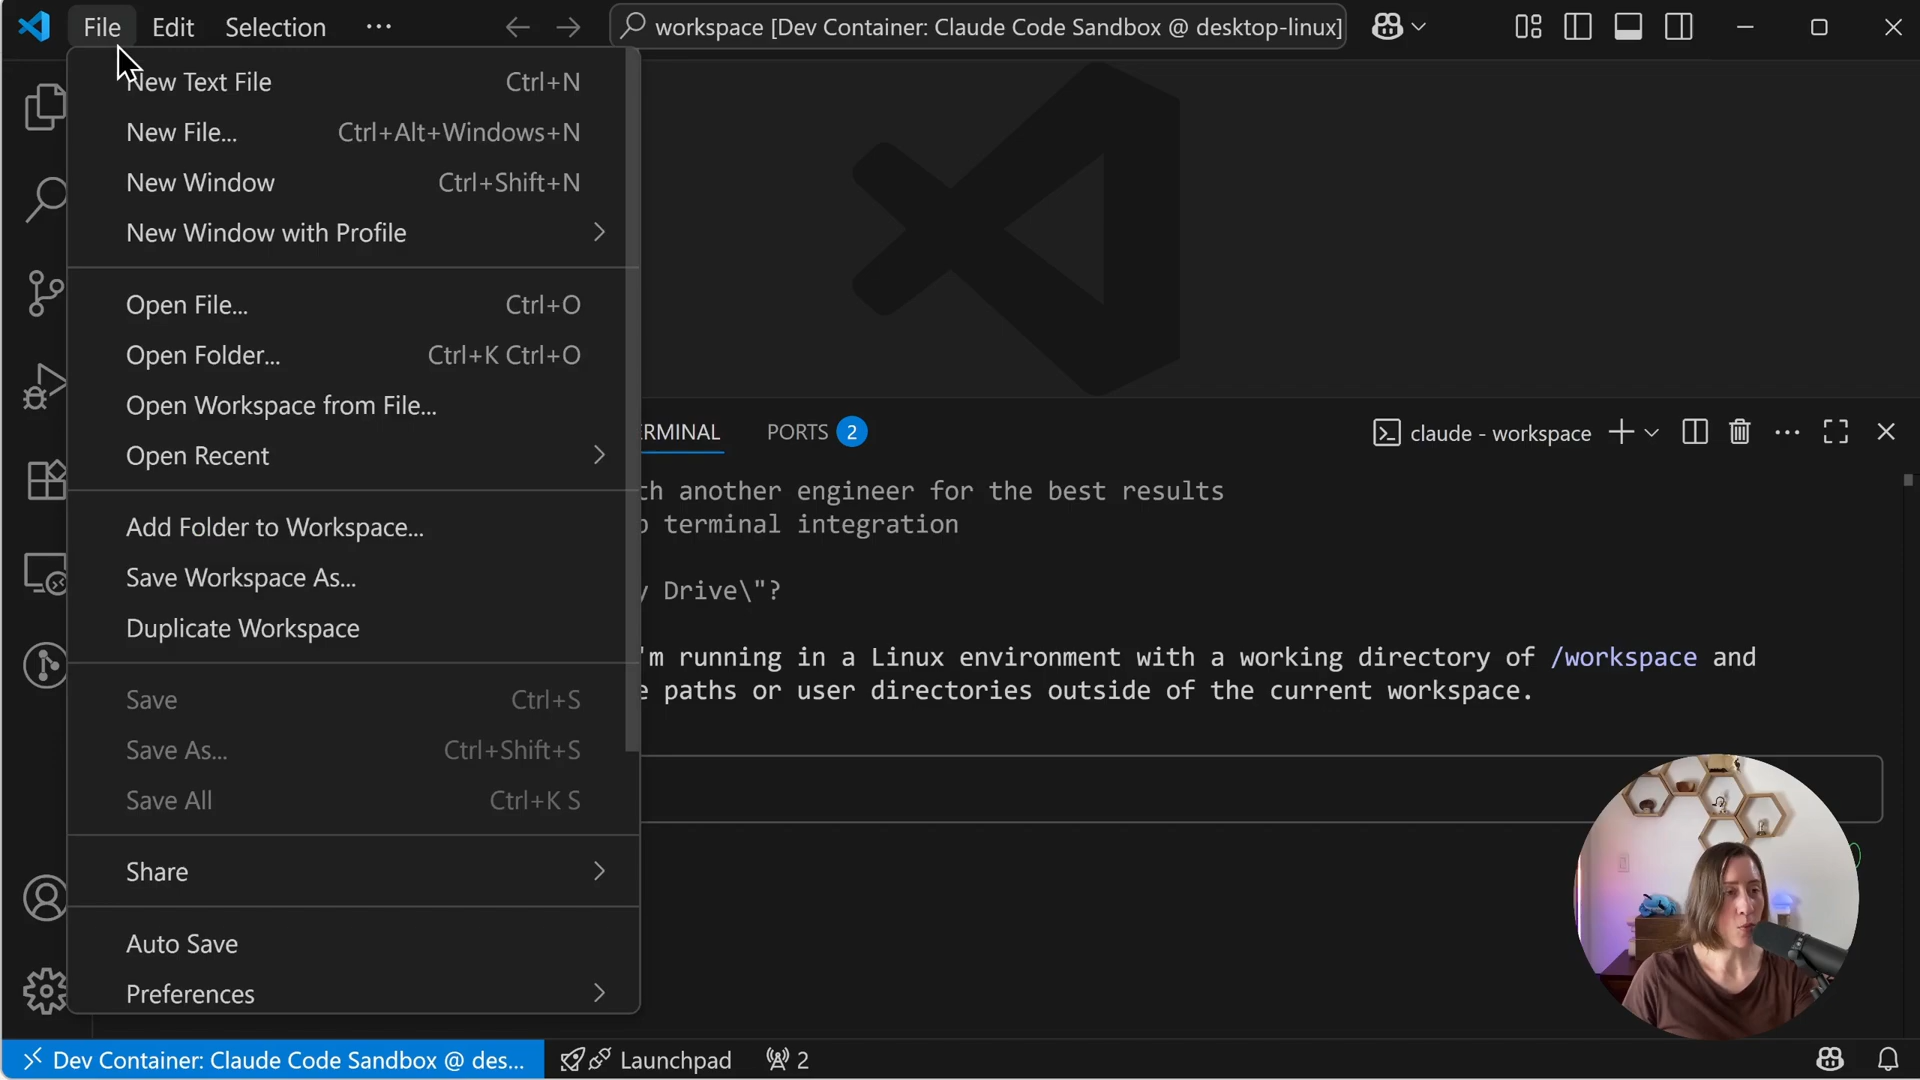 File Edit Selection ···
workspace [Dev Container: Claude Code Sandbox @ desktop-linux]
New Text File Ctrl+N
New File... Ctrl+Alt+Windows+N
New Window Ctrl+Shift+N
New Window with Profile
Open File... Ctrl+O
Open Folder... Ctrl+K Ctrl+O
Open Workspace from File...
Open Recent
Add Folder to Workspace...
Save Workspace As...
Duplicate Workspace
Save Ctrl+S
Save As... Ctrl+Shift+S
Save All Ctrl+K S
Share
Auto Save
Preferences
RMINAL PORTS 2
claude - workspace
another engineer for the best results
terminal integration
Drive\"?
'm running in a Linux environment with a working directory of /workspace and
paths or user directories outside of the current workspace.
Dev Container: Claude Code Sandbox @ des... Launchpad 2